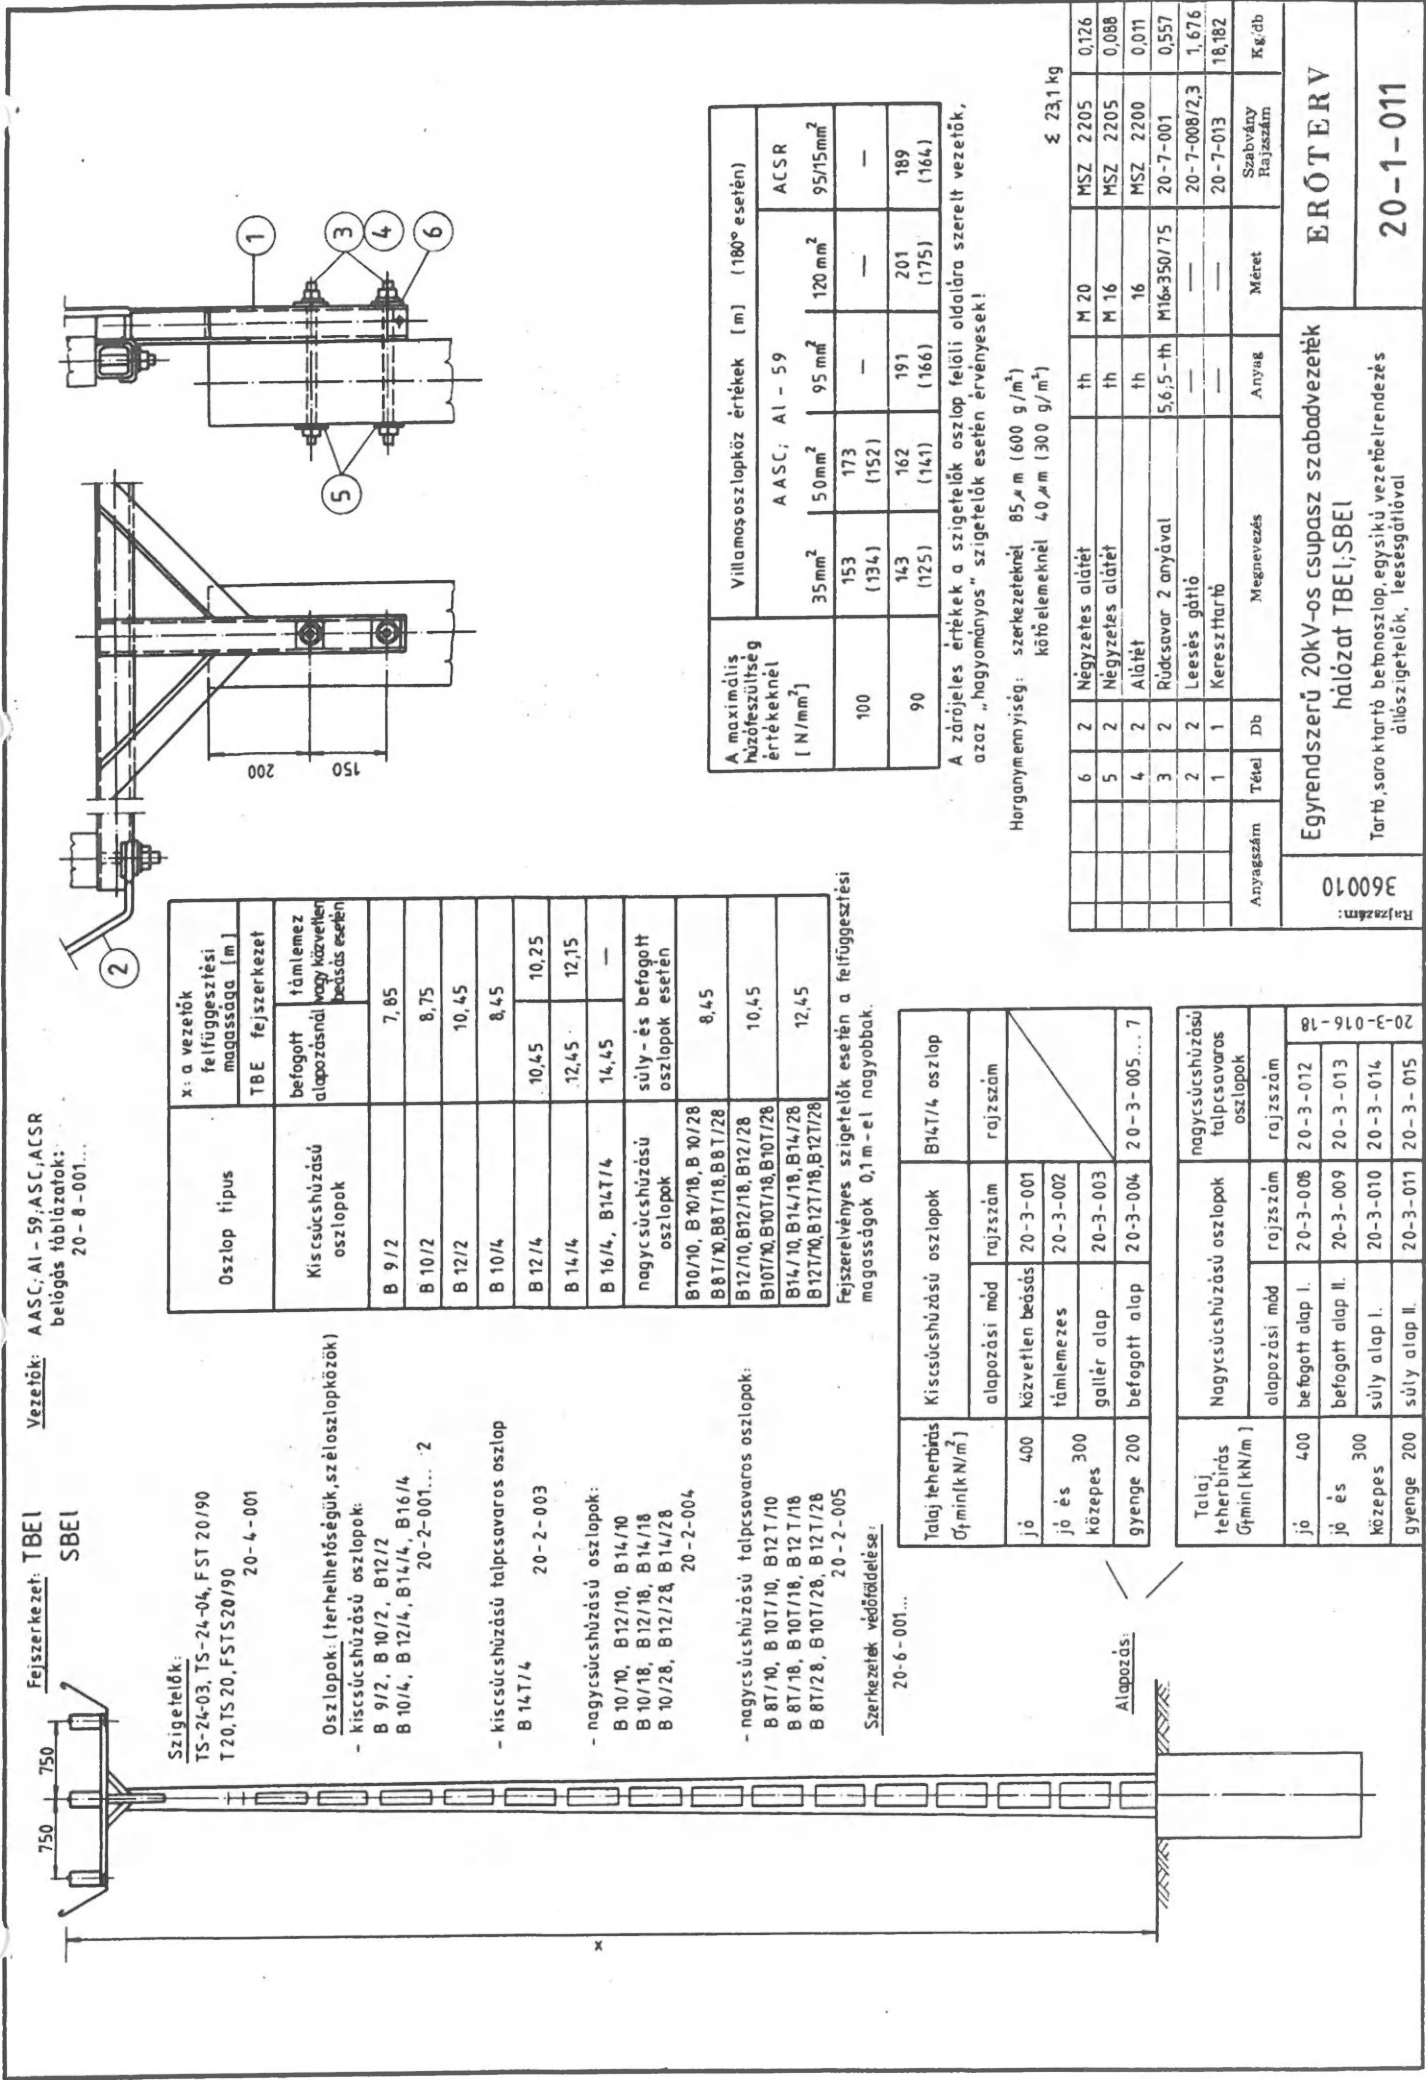 Fejszerkezet: TBEl
SBEl
Vezetők: AASC; Al-59; ASC; ACSR
belógás táblázatok:
20-8-001...
750 750
x
Szigetelők:
TS-24-03, TS-24-04, FST 20/90
T20, TS 20, FSTS20/90
20-4-001
Oszlopok: (terhelhetőségük, széloszlopközök)
- kiscsúcshúzású oszlopok:
B 9/2, B 10/2, B12/2
B 10/4, B 12/4, B14/4, B16/4
20-2-001... 2
- kiscsúcshúzású talpcsavaros oszlop
B 14T/4
20-2-003
- nagycsúcshúzású oszlopok:
B 10/10, B12/10, B 14/10
B 10/18, B 12/18, B 14/18
B 10/28, B12/28, B 14/28
20-2-004
- nagycsúcshúzású talpcsavaros oszlopok:
B 8T/10, B 10T/10, B12T/10
B 8T/18, B10T/18, B12T/18
B 8T/28, B10T/28, B12T/28
20-2-005
Szerkezetek védőföldelése:
20-6-001...
Alapozás:
Oszlop típus
x: a vezetők
felfüggesztési
magassága [m]
TBE fejszerkezet
Kiscsúcshúzású
oszlopok
befogott
alapozásnál
támlemez
vagy közvetlen
beásás esetén
B 9/2 7,85
B 10/2 8,75
B 12/2 10,45
B 10/4 8,45
B 12/4 10,45 10,25
B 14/4 12,45 12,15
B 16/4, B14T/4 14,45 —
nagycsúcshúzású
oszlopok
súly- és befogott
oszlopok esetén
B10/10, B10/18, B 10/28
B8T/10, B8T/18, B8T/28
8,45
B12/10, B12/18, B12/28
B10T/10, B10T/18, B10T/28
10,45
B14/10, B14/18, B14/28
B12T/10, B12T/18, B12T/28
12,45
Fejszerelvényes szigetelők esetén a felfüggesztési
magasságok 0,1 m-el nagyobbak.
Talaj teherbírás
σtmin [kN/m²]
Kiscsúcshúzású oszlopok
B14T/4 oszlop
alapozási mód rajzszám rajzszám
jó 400 közvetlen beásás 20-3-001
jó és
közepes
300
támlemezes 20-3-002
gallér alap 20-3-003
gyenge 200 befogott alap 20-3-004 20-3-005...7
Talaj
teherbírás
σtmin [kN/m ]
Nagycsúcshúzású oszlopok
nagycsúcshúzású
talpcsavaros
oszlopok
alapozási mód rajzszám rajzszám
jó 400 befogott alap I. 20-3-008 20-3-012
jó és
közepes
300
befogott alap II. 20-3-009 20-3-013
súly alap I. 20-3-010 20-3-014
gyenge 200 súly alap II. 20-3-011 20-3-015
20-3-016-18
2
200
150
5
1
3
4
6
A maximális
húzófeszültség
értékeknél
[N/mm²]
Villamososzlopköz értékek [m] (180° esetén)
AASC; Al-59
ACSR
35mm² 50mm² 95 mm² 120 mm² 95/15mm²
100 153 173 — — —
(134) (152)
90 143 162 191 201 189
(125) (141) (166) (175) (164)
A zárójeles értékek a szigetelők oszlop felöli oldalára szerelt vezetők,
azaz „hagyományos" szigetelők esetén érvényesek!
Horganymennyiség: szerkezeteknél 85 μm (600 g/m²)
kötőelemeknél 40 μm (300 g/m²)
Σ 23,1 kg
6 2 Négyzetes alátét th M 20 MSZ 2205 0,126
5 2 Négyzetes alátét th M 16 MSZ 2205 0,088
4 2 Alátét th 16 MSZ 2200 0,011
3 2 Rúdcsavar 2 anyával 5,6;5-th M16x350/75 20-7-001 0,557
2 2 Leesés gátló — — 20-7-008/2,3 1,676
1 1 Kereszttartó — — 20-7-013 18,182
Anyagszám Tétel Db Megnevezés Anyag Méret Szabvány
Rajzszám Kg/db
Rajzszám:
360010
Egyrendszerű 20kV-os csupasz szabadvezeték
hálózat TBEl; SBEl
Tartó, saroktartó betonoszlop, egysíkú vezetőelrendezés
állószigetelők, leesésgátlóval
ERŐTERV
20-1-011